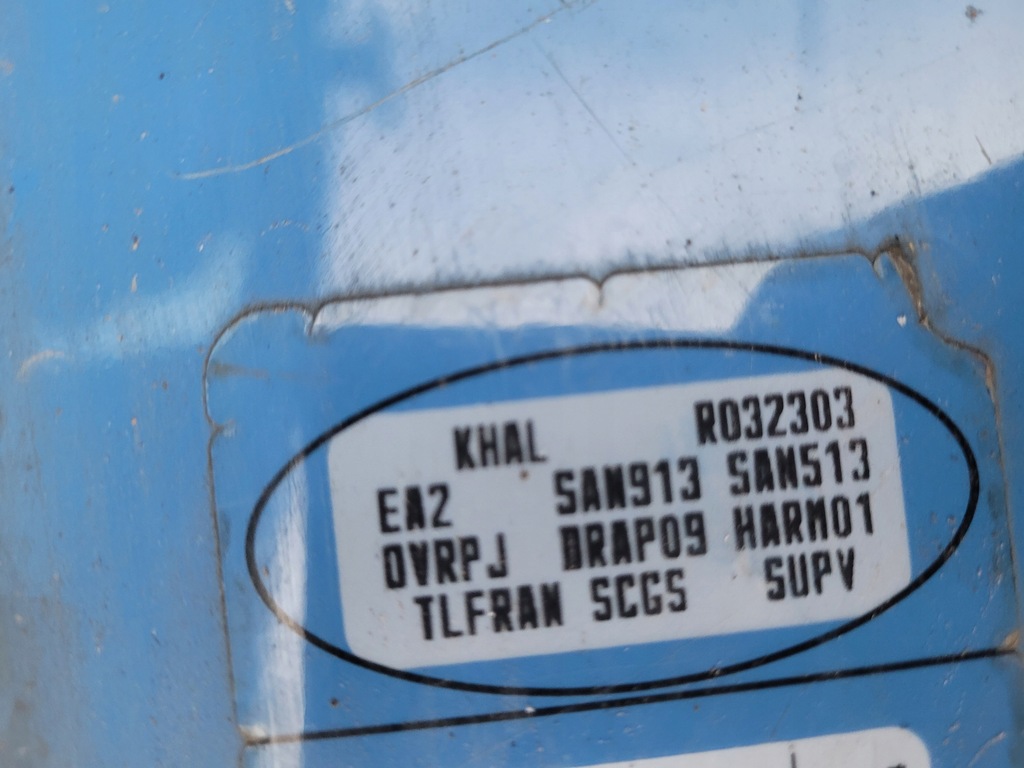 KHAL R032303
EA2 SAN913 SAN513
OVRPJ DRAP09 HARM01
TLFRAN SCGS SUPV